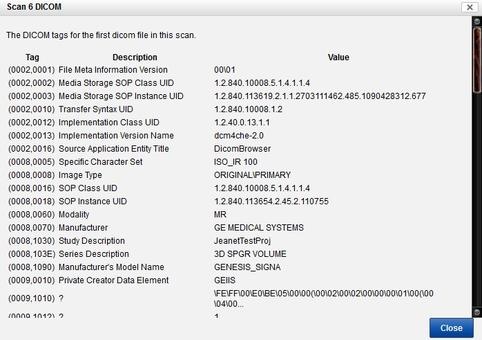 Scan 6 DICOM
The DICOM tags for the first dicom file in this scan.
Tag Description Value
(0002,0001) File Meta Information Version 00\01
(0002,0002) Media Storage SOP Class UID 1.2.840.10008.5.1.4.1.1.4
(0002,0003) Media Storage SOP Instance UID 1.2.840.113619.2.1.1.2703111462.485.1090428312.677
(0002,0010) Transfer Syntax UID 1.2.840.10008.1.2
(0002,0012) Implementation Class UID 1.2.40.0.13.1.1
(0002,0013) Implementation Version Name dcm4che-2.0
(0002,0016) Source Application Entity Title DicomBrowser
(0008,0005) Specific Character Set ISO_IR 100
(0008,0008) Image Type ORIGINAL\PRIMARY
(0008,0016) SOP Class UID 1.2.840.10008.5.1.4.1.1.4
(0008,0018) SOP Instance UID 1.2.840.113654.2.45.2.110755
(0008,0060) Modality MR
(0008,0070) Manufacturer GE MEDICAL SYSTEMS
(0008,1030) Study Description JeanetTestProj
(0008,103E) Series Description 3D SPGR VOLUME
(0008,1090) Manufacturer's Model Name GENESIS_SIGNA
(0009,0010) Private Creator Data Element GEIIS
(0009,1010) ? \FE\FF\00\E0\BE\05\00\00(\00\02\00\02\00\00\00\01\00(\00
\04\00...
(0009,1012) ? 1
Close